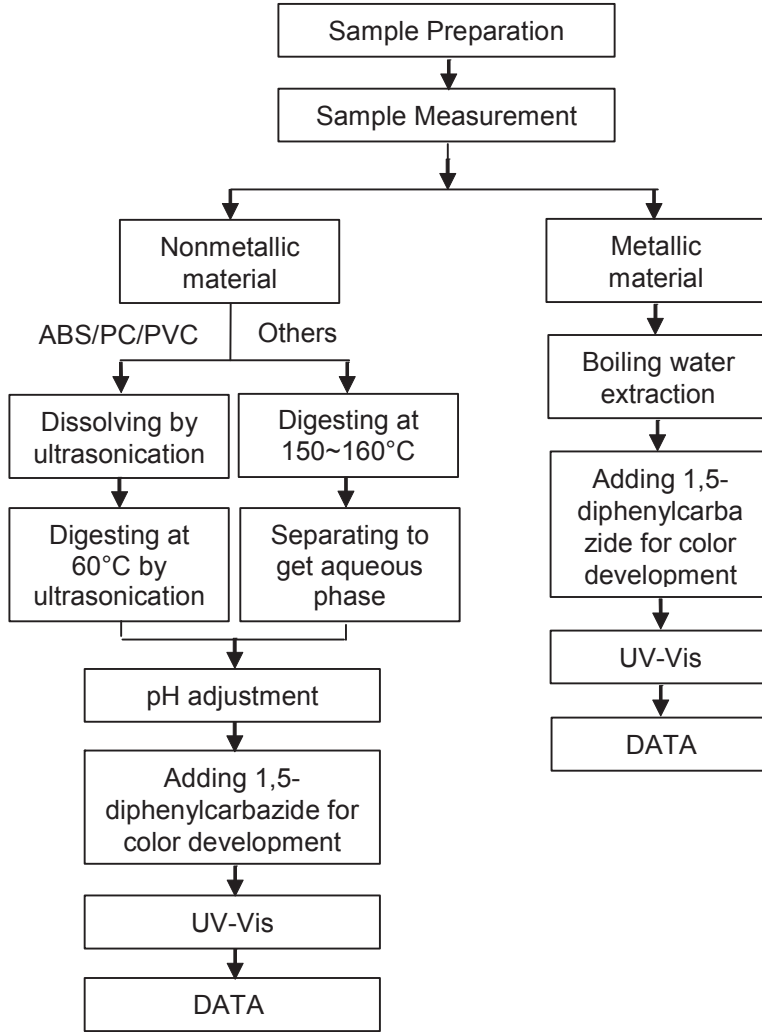 Sample Preparation
Sample Measurement
Nonmetallic
material
ABS/PC/PVC
Others
Dissolving by
ultrasonication
Digesting at
150~160°C
Digesting at
60°C by
ultrasonication
Separating to
get aqueous
phase
pH adjustment
Adding 1,5-
diphenylcarbazide for
color development
UV-Vis
DATA
Metallic
material
Boiling water
extraction
Adding 1,5-
diphenylcarba
zide for color
development
UV-Vis
DATA